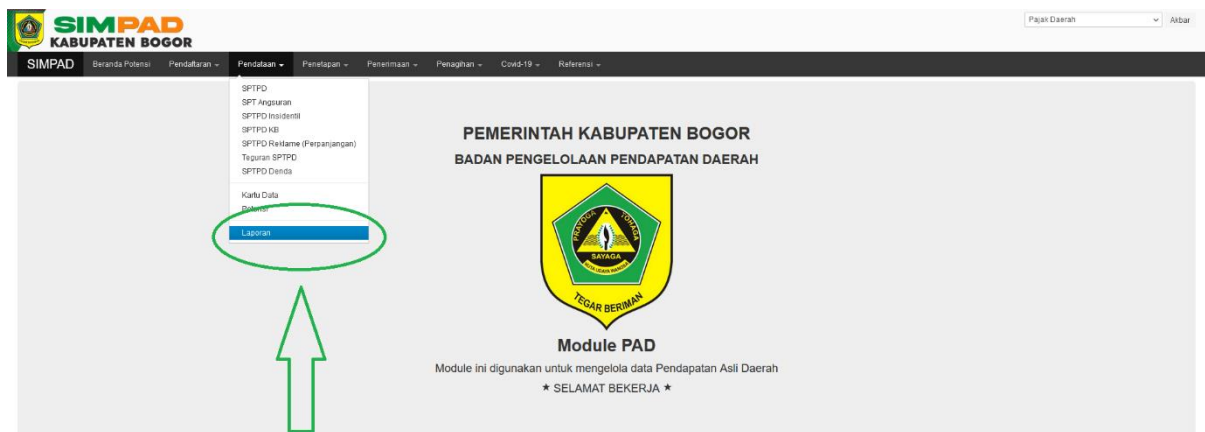 SIMPAD
KABUPATEN BOGOR
Pajak Daerah
Akbar
SIMPAD Beranda Potensi Pendaftaran Pendataan Penetapan Penerimaan Penagihan Covid-19 Referensi
SPTPD
SPT Angsuran
SPTPD Insidentil
SPTPD KB
SPTPD Reklame (Perpanjangan)
Teguran SPTPD
SPTPD Denda
Kartu Data
Potensi
Laporan
PEMERINTAH KABUPATEN BOGOR
BADAN PENGELOLAAN PENDAPATAN DAERAH
PRAYOGA TOHAGA
SAYAGA
TEGAR BERIMAN
Module PAD
Module ini digunakan untuk mengelola data Pendapatan Asli Daerah
★ SELAMAT BEKERJA ★